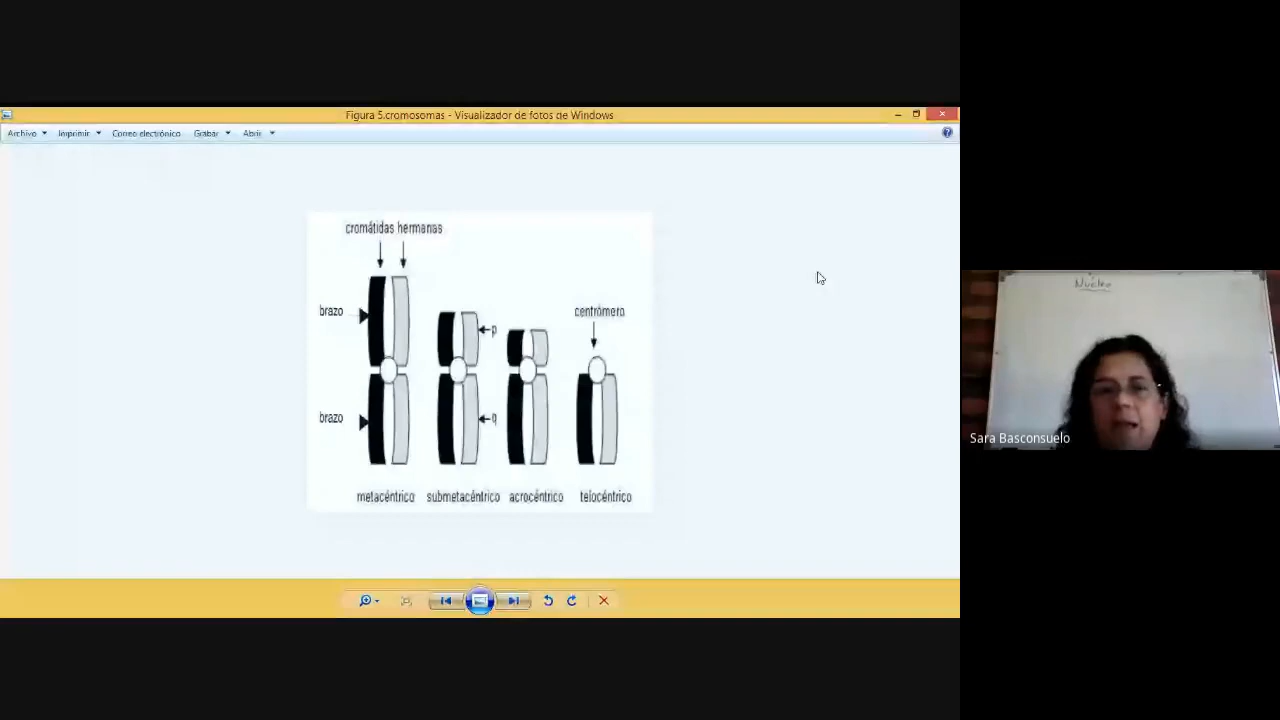 Figura 5.cromosomas - Visualizador de fotos de Windows
Archivo Imprimir Correo electrónico Grabar Abrir
cromátidas hermanas
brazo
p
centrómero
brazo
q
metacéntrico submetacéntrico acrocéntrico telocéntrico
Núcleo
Sara Basconsuelo